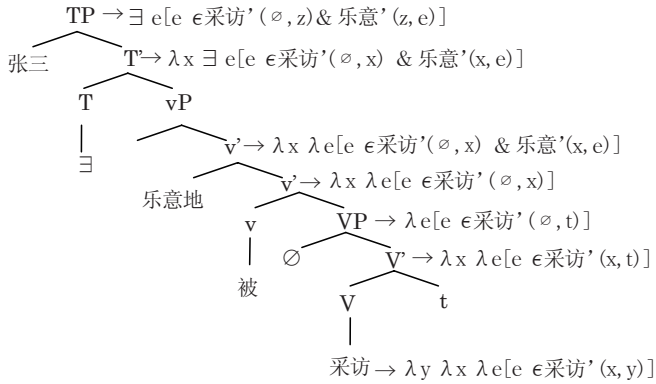 TP → ∃ e[e ϵ采访’(∅, z)& 乐意’(z, e)]
张三 T’→ λx ∃ e[e ϵ采访’(∅, x) & 乐意’(x, e)]
T vP
∃ v’→ λx λe[e ϵ采访’(∅, x) & 乐意’(x, e)]
乐意地 v’→ λx λe[e ϵ采访’(∅, x)]
v VP → λe[e ϵ采访’(∅, t)]
被 ∅ V’→ λx λe[e ϵ采访’(x, t)]
V t
采访→ λy λx λe[e ϵ采访’(x, y)]